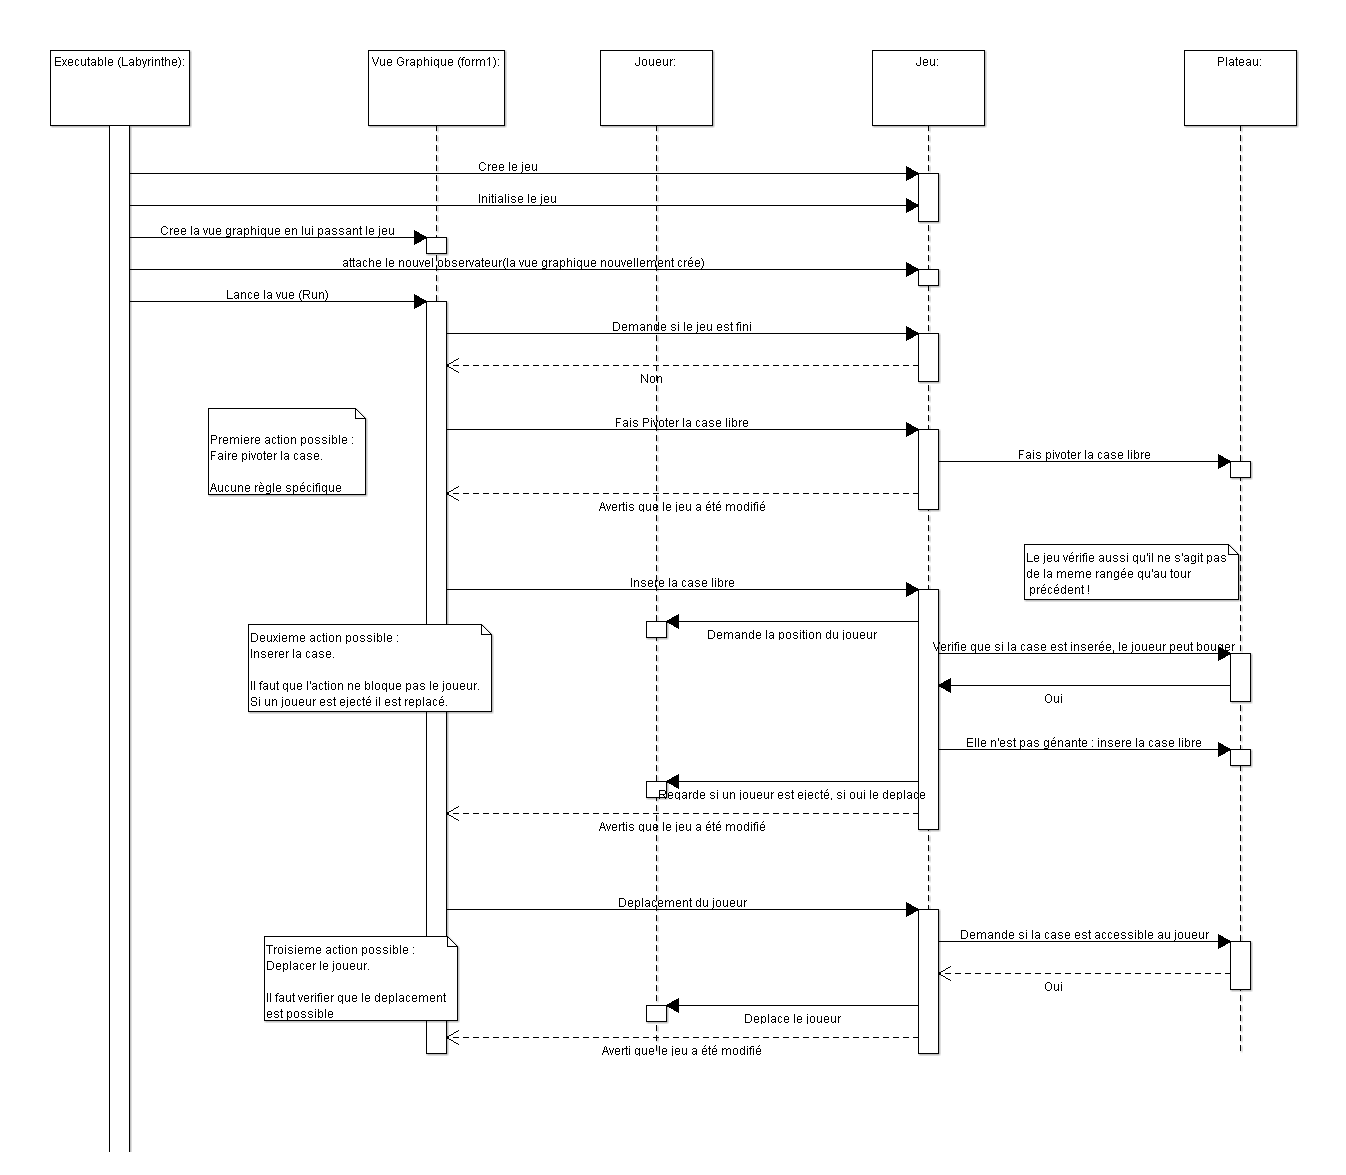 Executable (Labyrinthe):
Vue Graphique (form1):
Joueur:
Jeu:
Plateau:
Cree le jeu
Initialise le jeu
Cree la vue graphique en lui passant le jeu
attache le nouvel observateur(la vue graphique nouvellement crée)
Lance la vue (Run)
Demande si le jeu est fini
Non
Premiere action possible :
Faire pivoter la case.
Aucune règle spécifique
Fais Pivoter la case libre
Fais pivoter la case libre
Avertis que le jeu a été modifié
Le jeu vérifie aussi qu'il ne s'agit pas
de la meme rangée qu'au tour
précédent !
Insere la case libre
Demande la position du joueur
Deuxieme action possible :
Inserer la case.
Il faut que l'action ne bloque pas le joueur.
Si un joueur est ejecté il est replacé.
Verifie que si la case est inserée, le joueur peut bouger
Oui
Elle n'est pas génante : insere la case libre
Regarde si un joueur est ejecté, si oui le deplace
Avertis que le jeu a été modifié
Deplacement du joueur
Troisieme action possible :
Deplacer le joueur.
Il faut verifier que le deplacement
est possible
Demande si la case est accessible au joueur
Oui
Deplace le joueur
Averti que le jeu a été modifié